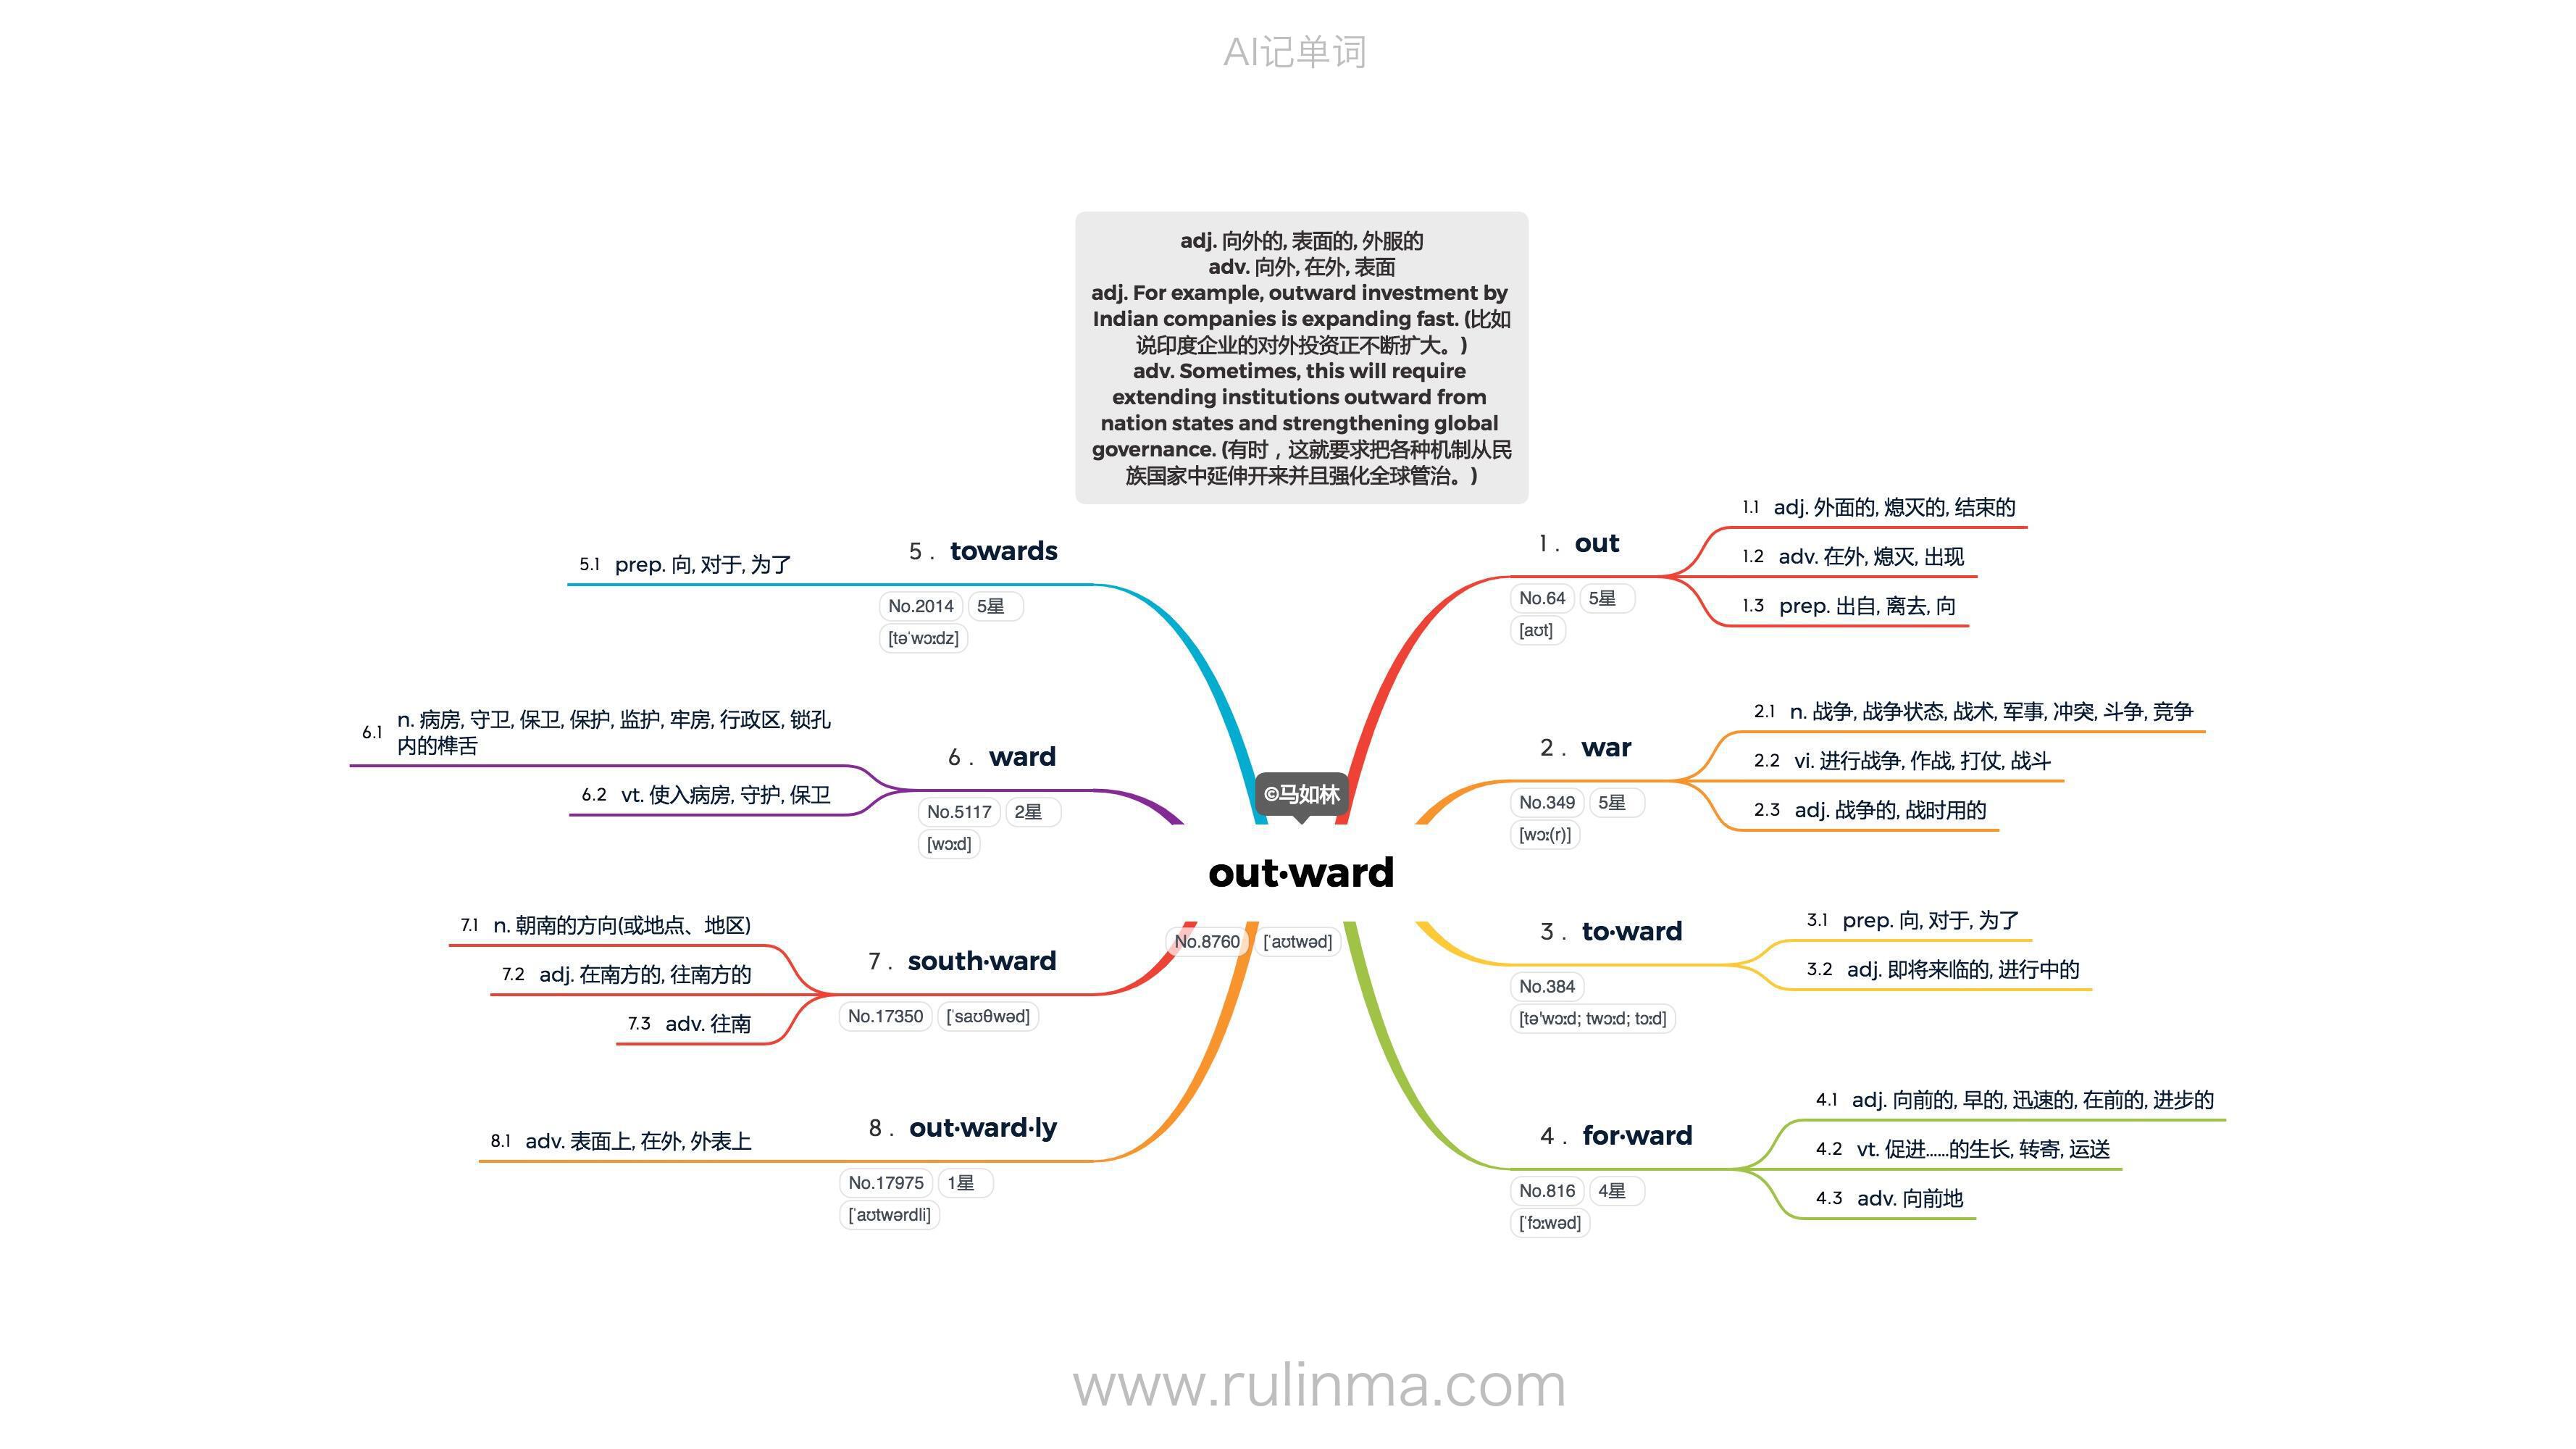 AI记单词
adj. 向外的, 表面的, 外服的
adv. 向外, 在外, 表面
adj. For example, outward investment by
Indian companies is expanding fast. (比如
说印度企业的对外投资正不断扩大。)
adv. Sometimes, this will require
extending institutions outward from
nation states and strengthening global
governance. (有时，这就要求把各种机制从民
族国家中延伸开来并且强化全球管治。)
©马如林
out·ward
No.8760 [ˈaʊtwəd]
1. out
No.64 5星
[aʊt]
1.1 adj. 外面的, 熄灭的, 结束的
1.2 adv. 在外, 熄灭, 出现
1.3 prep. 出自, 离去, 向
2. war
No.349 5星
[wɔː(r)]
2.1 n. 战争, 战争状态, 战术, 军事, 冲突, 斗争, 竞争
2.2 vi. 进行战争, 作战, 打仗, 战斗
2.3 adj. 战争的, 战时用的
3. to·ward
No.384
[tə'wɔːd; twɔːd; tɔːd]
3.1 prep. 向, 对于, 为了
3.2 adj. 即将来临的, 进行中的
4. for·ward
No.816 4星
[ˈfɔːwəd]
4.1 adj. 向前的, 早的, 迅速的, 在前的, 进步的
4.2 vt. 促进……的生长, 转寄, 运送
4.3 adv. 向前地
5. towards
No.2014 5星
[təˈwɔːdz]
5.1 prep. 向, 对于, 为了
6. ward
No.5117 2星
[wɔːd]
6.1 n. 病房, 守卫, 保卫, 保护, 监护, 牢房, 行政区, 锁孔
内的榫舌
6.2 vt. 使入病房, 守护, 保卫
7. south·ward
No.17350 [ˈsaʊθwəd]
7.1 n. 朝南的方向(或地点、地区)
7.2 adj. 在南方的, 往南方的
7.3 adv. 往南
8. out·ward·ly
No.17975 1星
[ˈaʊtwərdli]
8.1 adv. 表面上, 在外, 外表上
www.rulinma.com